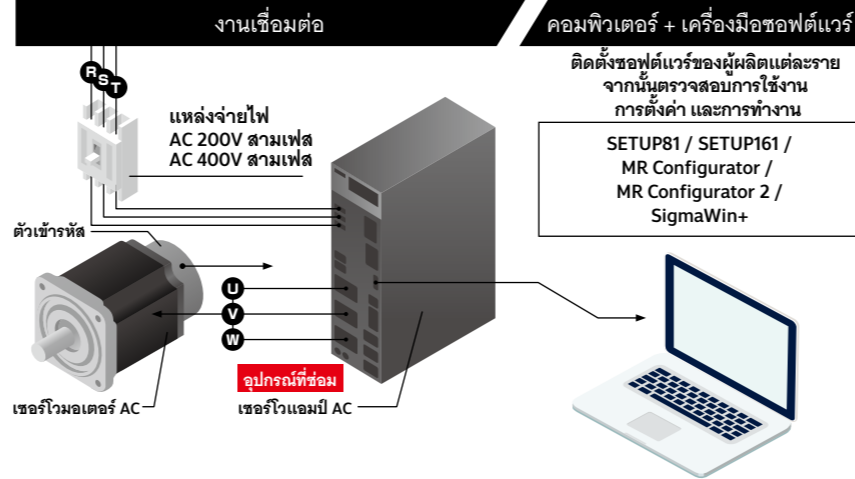 งานเชื่อมต่อ
คอมพิวเตอร์ + เครื่องมือซอฟต์แวร์
R
S
T
แหล่งจ่ายไฟ
AC 200V สามเฟส
AC 400V สามเฟส
ตัวเข้ารหัส
U
V
W
อุปกรณ์ที่ซ่อม
เซอร์โวมอเตอร์ AC
เซอร์โวแอมป์ AC
ติดตั้งซอฟต์แวร์ของผู้ผลิตแต่ละราย
จากนั้นตรวจสอบการใช้งาน
การตั้งค่า และการทำงาน
SETUP81 / SETUP161 /
MR Configurator /
MR Configurator 2 /
SigmaWin+